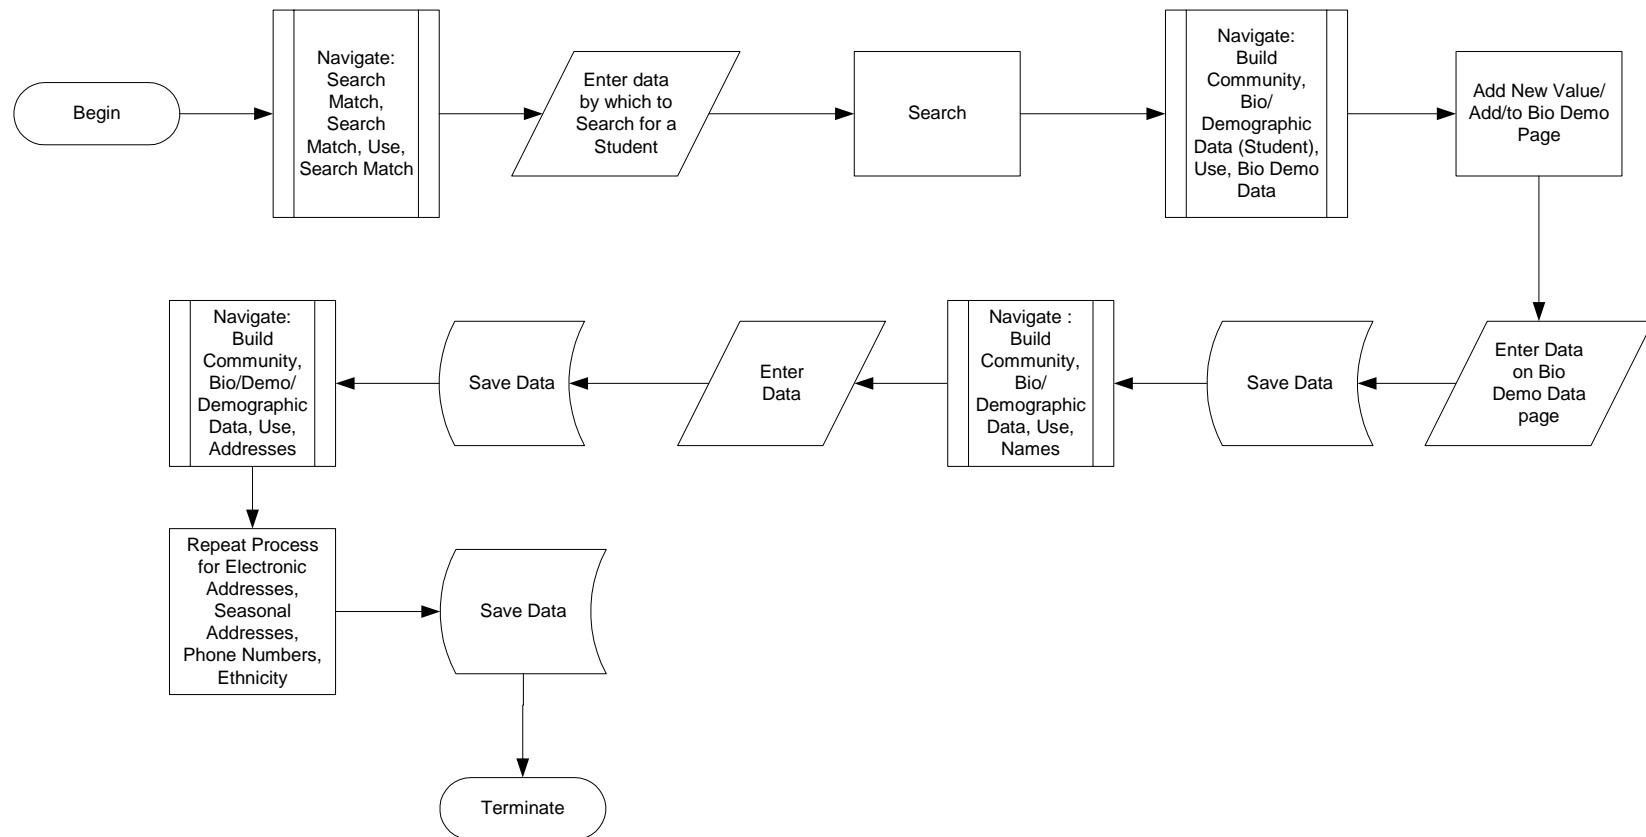 Begin
Navigate:
Search
Match,
Search
Match, Use,
Search Match
Enter data
by which to
Search for a
Student
Search
Navigate:
Build
Community,
Bio/
Demographic
Data (Student),
Use, Bio Demo
Data
Add New Value/
Add/to Bio Demo
Page
Enter Data
on Bio
Demo Data
page
Save Data
Navigate :
Build
Community,
Bio/
Demographic
Data, Use,
Names
Enter
Data
Save Data
Navigate:
Build
Community,
Bio/Demo/
Demographic
Data, Use,
Addresses
Repeat Process
for Electronic
Addresses,
Seasonal
Addresses,
Phone Numbers,
Ethnicity
Save Data
Terminate